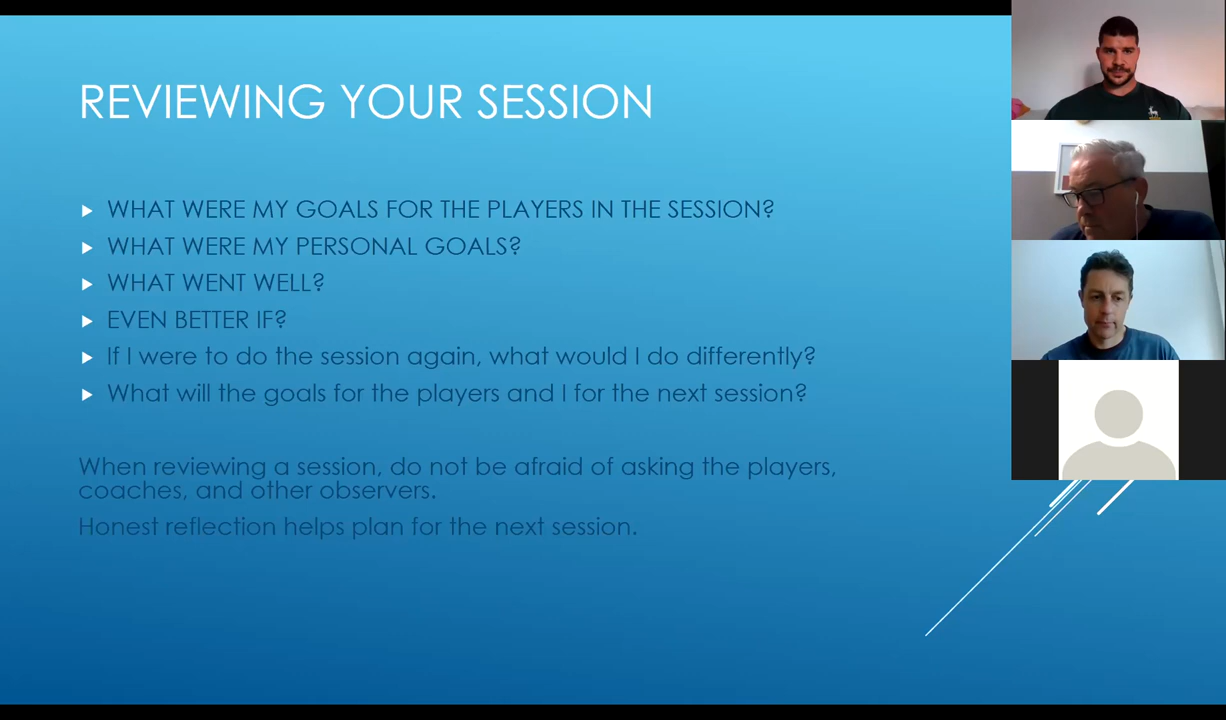 REVIEWING YOUR SESSION
WHAT WERE MY GOALS FOR THE PLAYERS IN THE SESSION?
WHAT WERE MY PERSONAL GOALS?
WHAT WENT WELL?
EVEN BETTER IF?
If I were to do the session again, what would I do differently?
What will the goals for the players and I for the next session?
When reviewing a session, do not be afraid of asking the players,
coaches, and other observers.
Honest reflection helps plan for the next session.